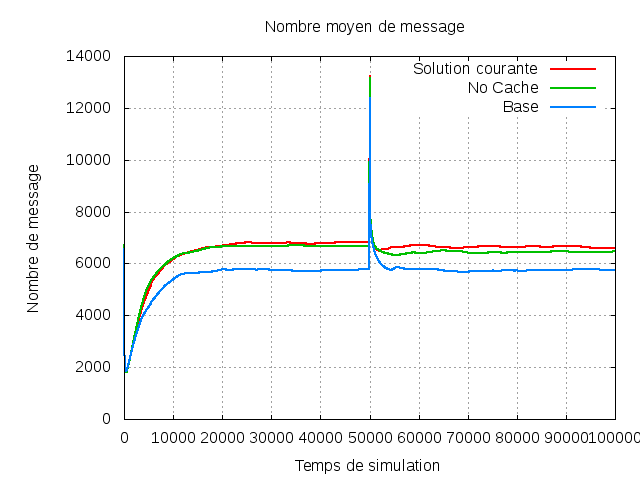 Nombre moyen de message
Solution courante
No Cache
Base
Nombre de message
14000
12000
10000
8000
6000
4000
2000
0
0 10000 20000 30000 40000 50000 60000 70000 80000 90000 100000
Temps de simulation